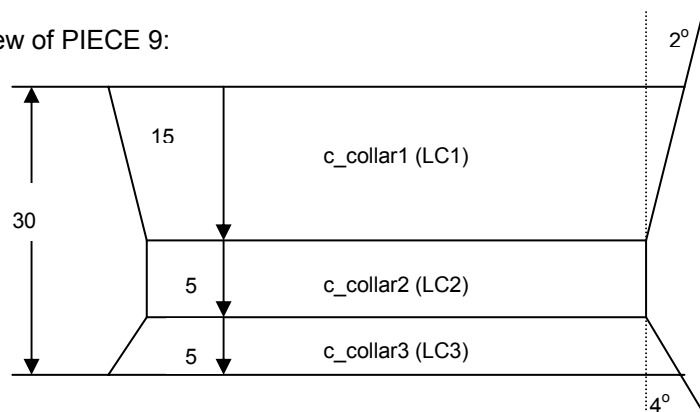 ew of PIECE 9:
2°
15
c_collar1 (LC1)
30
5
c_collar2 (LC2)
5
c_collar3 (LC3)
4°